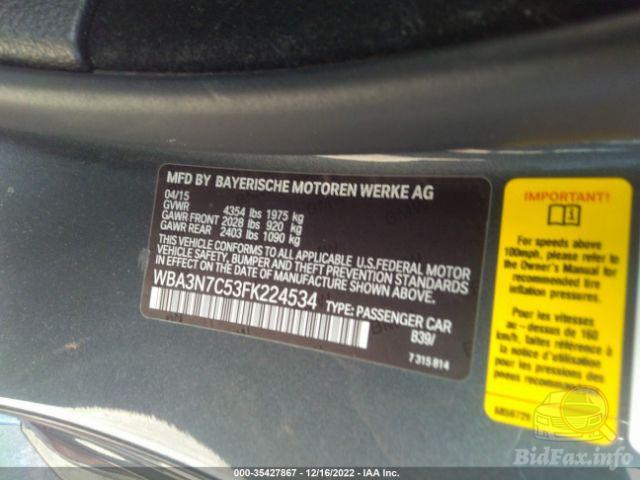 MFD BY BAYERISCHE MOTOREN WERKE AG
04/15
GVWR 4354 lbs 1975 kg
GAWR FRONT 2028 lbs 920 kg
GAWR REAR 2403 lbs 1090 kg
THIS VEHICLE CONFORMS TO ALL APPLICABLE U.S.FEDERAL MOTOR
VEHICLE SAFETY, BUMPER AND THEFT PREVENTION STANDARDS
IN EFFECT ON THE DATE OF MANUFACTURE SHOWN ABOVE.
WBA3N7C53FK224534 TYPE: PASSENGER CAR
B39/
7 315 814
IMPORTANT!
For speeds above
100mph, please refer to
the Owner's Manual for
recommended tire
inflation pressures.
Pour les vitesses
au-dessus de 160
km/h, faites référence à
la notice d'utilisation
pour les pressions des
pneus recommandées.
BidFax.info
000-35427867 - 12/16/2022 - IAA Inc.